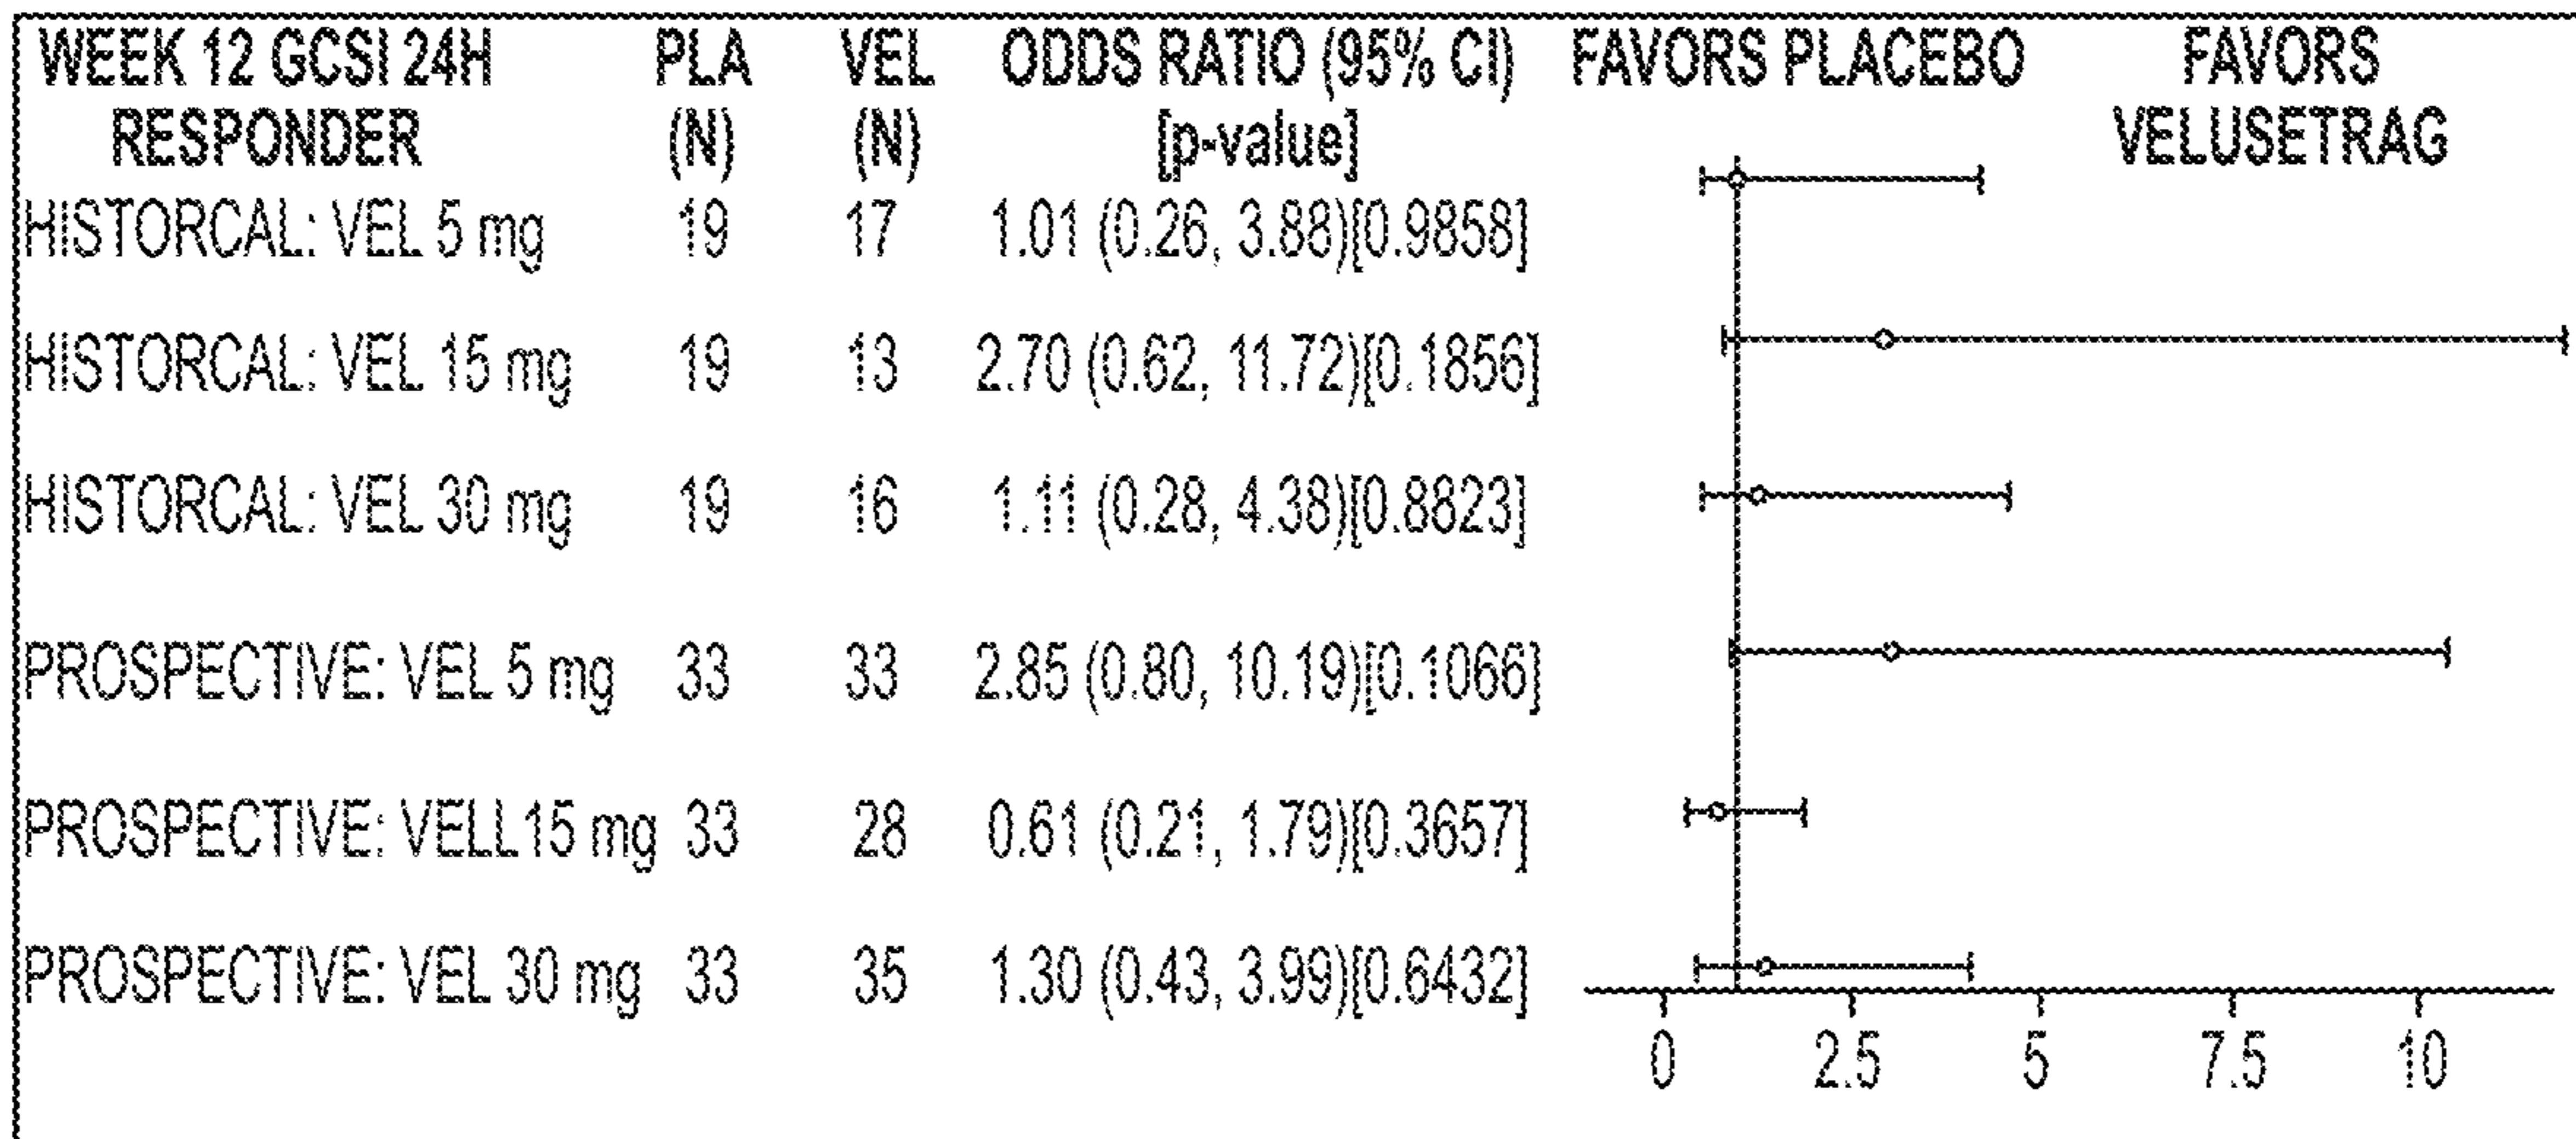 WEEK 12 GCSI 24H PLA VEL ODDS RATIO (95% CI) FAVORS PLACEBO FAVORS
RESPONDER (N) (N) [p-value] VELUSETRAG
HISTORCAL: VEL 5 mg 19 17 1.01 (0.26, 3.88)[0.9858]
HISTORCAL: VEL 15 mg 19 13 2.70 (0.62, 11.72)[0.1856]
HISTORCAL: VEL 30 mg 19 16 1.11 (0.28, 4.38)[0.8823]
PROSPECTIVE: VEL 5 mg 33 33 2.85 (0.80, 10.19)[0.1066]
PROSPECTIVE: VELL15 mg 33 28 0.61 (0.21, 1.79)[0.3657]
PROSPECTIVE: VEL 30 mg 33 35 1.30 (0.43, 3.99)[0.6432]
0 2.5 5 7.5 10